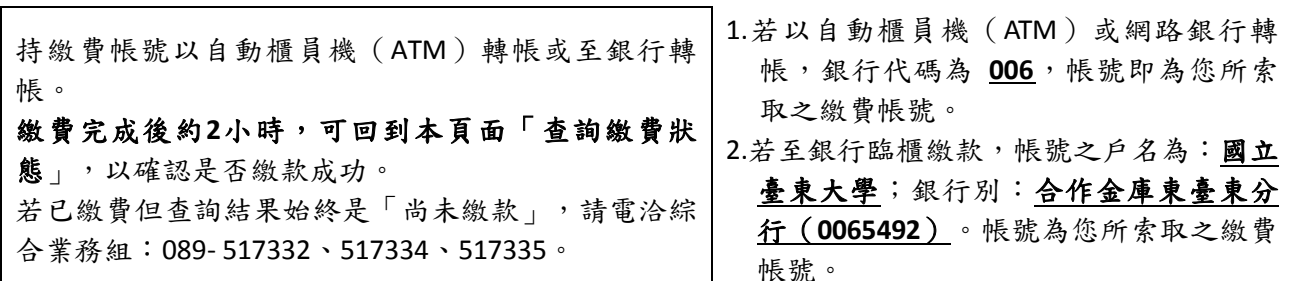 持繳費帳號以自動櫃員機（ATM）轉帳或至銀行轉
帳。
繳費完成後約2小時，可回到本頁面「查詢繳費狀
態」，以確認是否繳款成功。
若已繳費但查詢結果始終是「尚未繳款」，請電洽綜
合業務組：089- 517332、517334、517335。
1.若以自動櫃員機（ATM）或網路銀行轉
帳，銀行代碼為 006，帳號即為您所索
取之繳費帳號。
2.若至銀行臨櫃繳款，帳號之戶名為：國立
臺東大學；銀行別：合作金庫東臺東分
行（0065492）。帳號為您所索取之繳費
帳號。